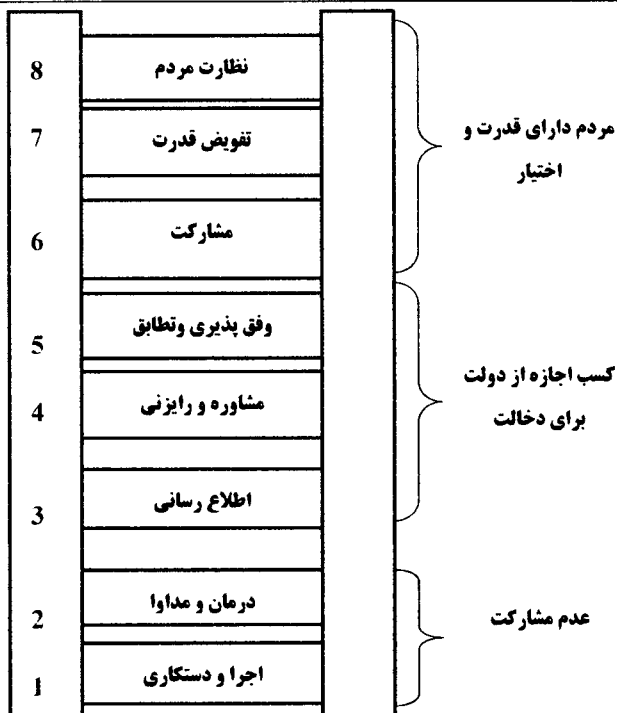 8 نظارت مردم
7 تفویض قدرت
6 مشارکت
مردم دارای قدرت و
اختیار
5 وفق پذیری وتطابق
4 مشاوره و رایزنی
3 اطلاع رسانی
کسب اجازه از دولت
برای دخالت
2 درمان و مداوا
1 اجرا و دستکاری
عدم مشارکت